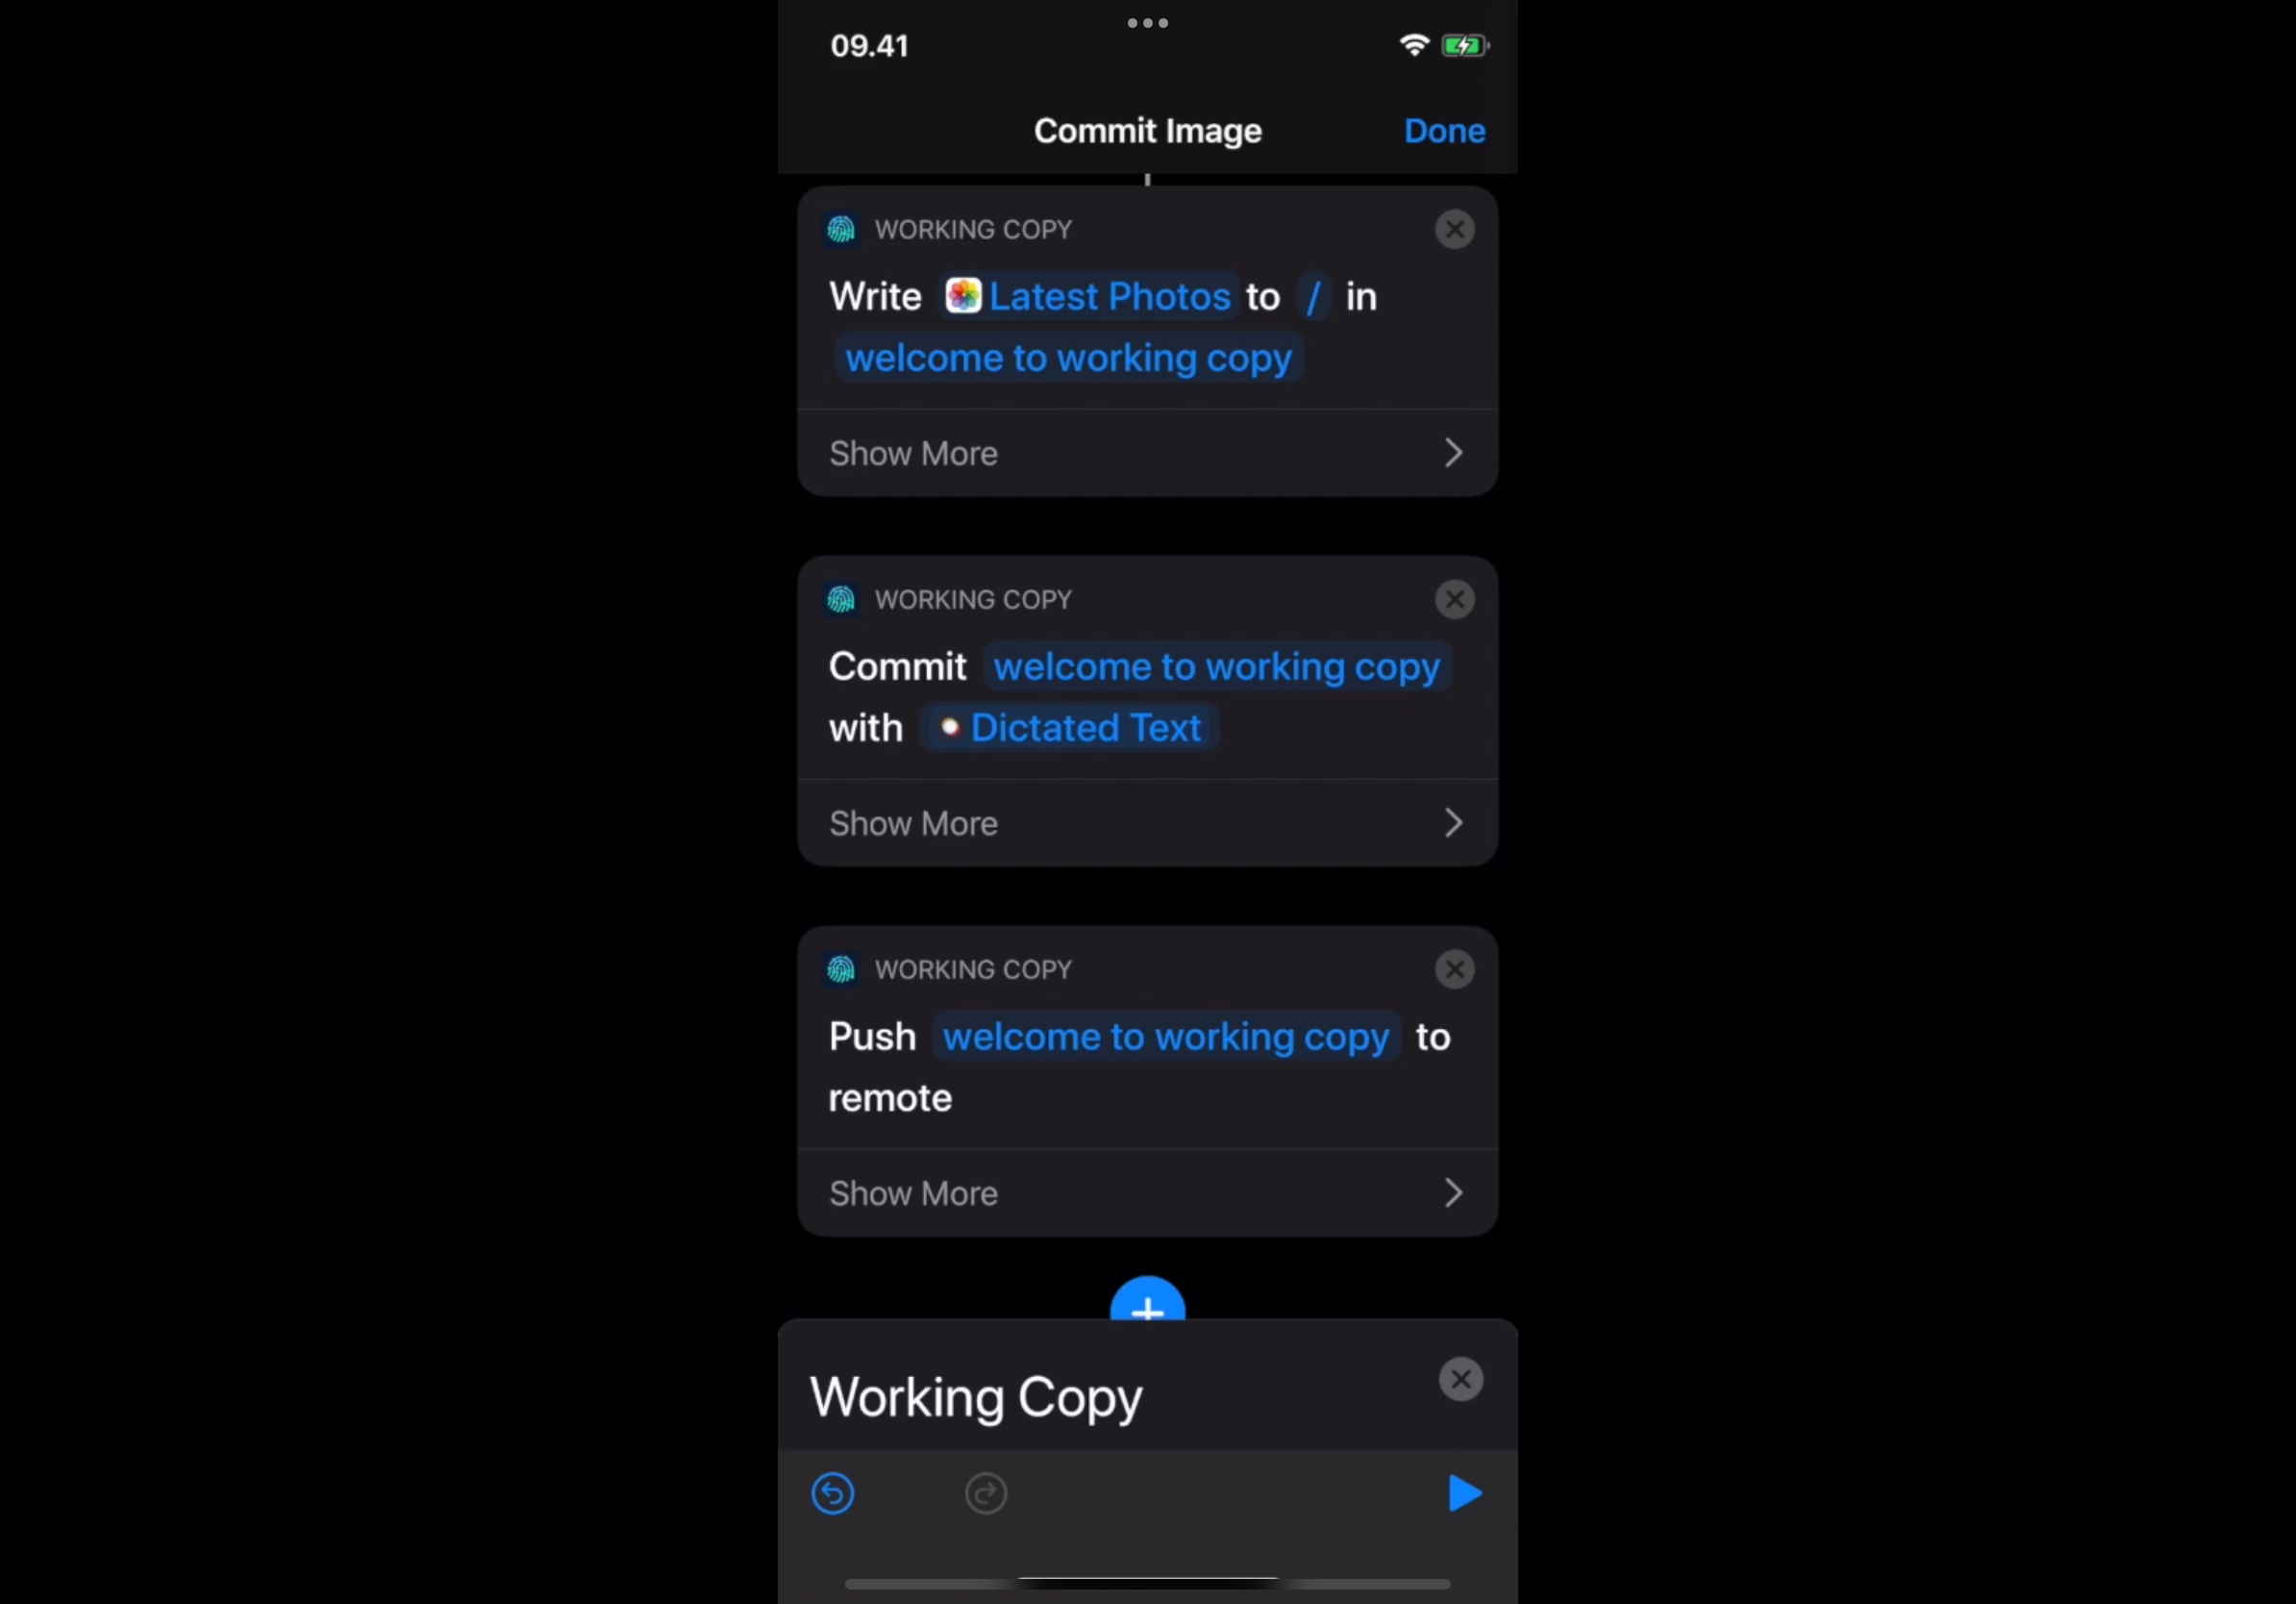 09.41
Commit Image Done
WORKING COPY
Write Latest Photos to / in
welcome to working copy
Show More
WORKING COPY
Commit welcome to working copy
with Dictated Text
Show More
WORKING COPY
Push welcome to working copy to
remote
Show More
Working Copy